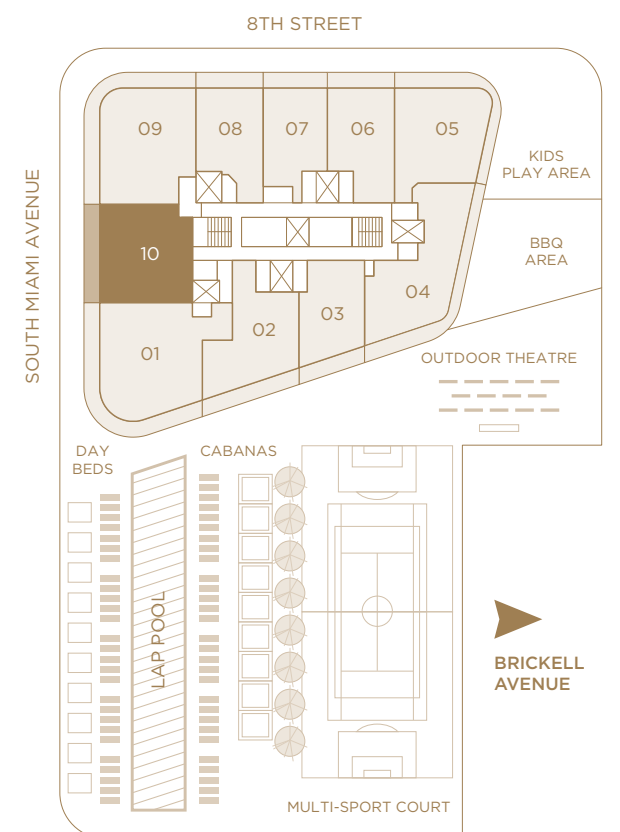 8TH STREET
09
08
07
06
05
KIDS
PLAY AREA
SOUTH MIAMI AVENUE
10
BBQ
AREA
04
03
02
01
OUTDOOR THEATRE
DAY
BEDS
CABANAS
LAP POOL
BRICKELL
AVENUE
MULTI-SPORT COURT